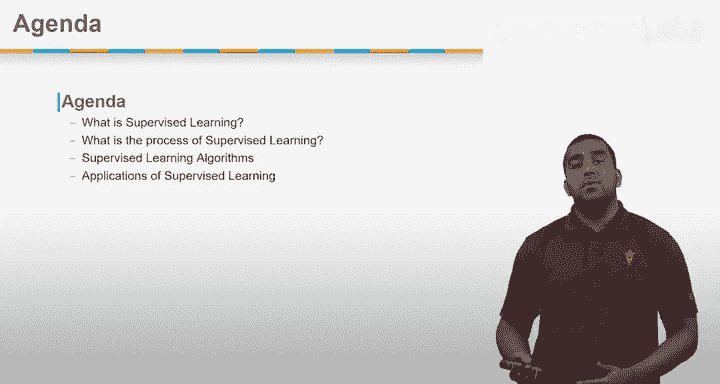 Agenda
Agenda
– What is Supervised Learning?
– What is the process of Supervised Learning?
– Supervised Learning Algorithms
– Applications of Supervised Learning